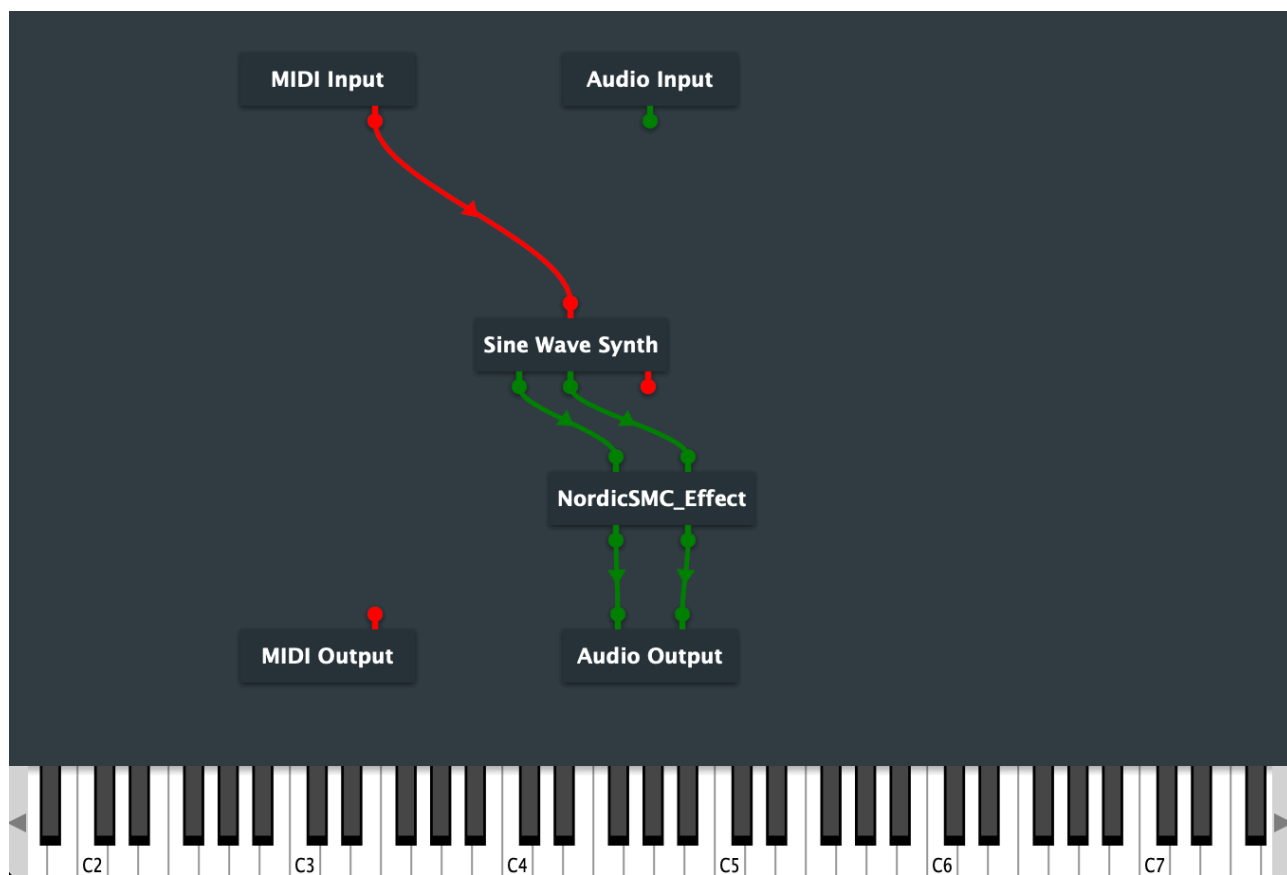 MIDI Input
Audio Input
Sine Wave Synth
NordicSMC_Effect
MIDI Output
Audio Output
C2
C3
C4
C5
C6
C7